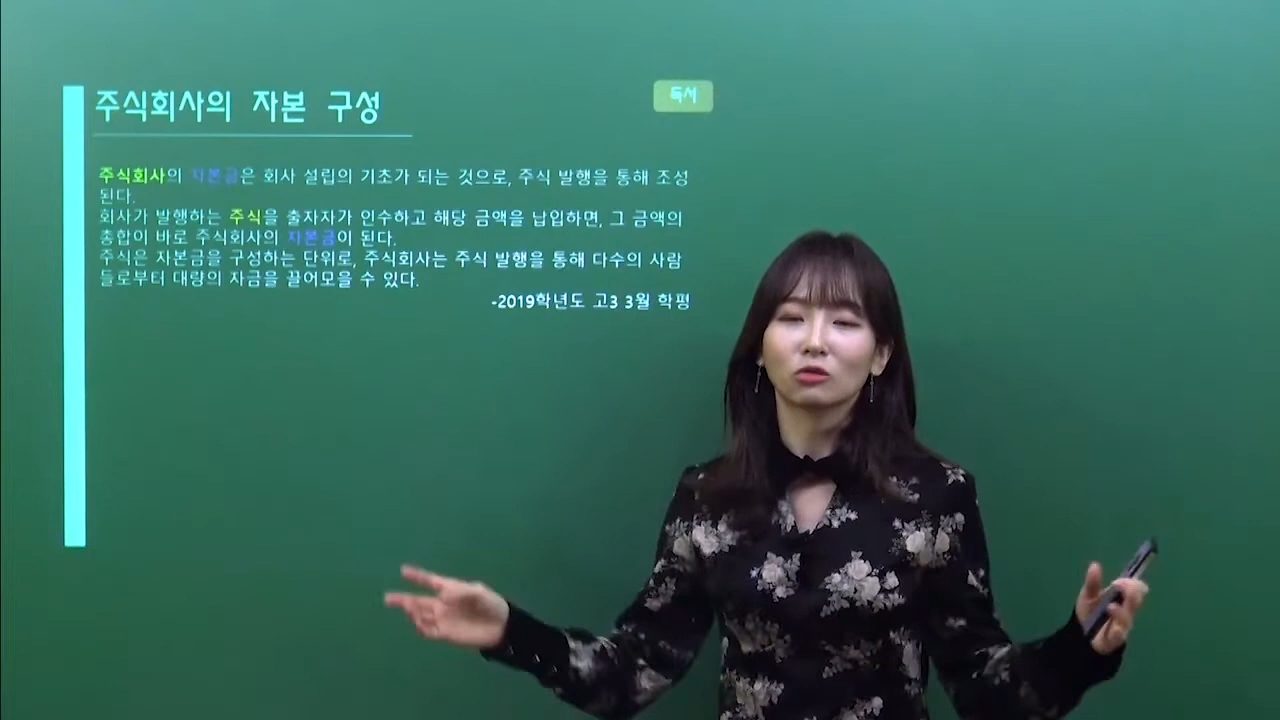 주식회사의 자본 구성
독서
주식회사의 자본금은 회사 설립의 기초가 되는 것으로, 주식 발행을 통해 조성
된다.
회사가 발행하는 주식을 출자자가 인수하고 해당 금액을 납입하면, 그 금액의
총합이 바로 주식회사의 자본금이 된다.
주식은 자본금을 구성하는 단위로, 주식회사는 주식 발행을 통해 다수의 사람
들로부터 대량의 자금을 끌어모을 수 있다.
-2019학년도 고3 3월 학평